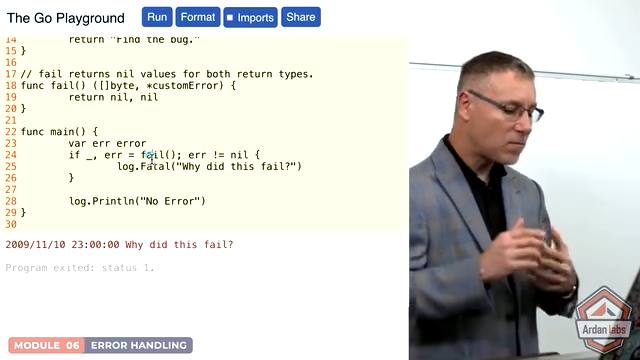 The Go Playground
Run Format Imports Share
14 return "Find the bug."
15 }
16
17 // fail returns nil values for both return types.
18 func fail() ([]byte, *customError) {
19 return nil, nil
20 }
21
22 func main() {
23 var err error
24 if _, err = fail(); err != nil {
25 log.Fatal("Why did this fail?")
26 }
27
28 log.Println("No Error")
29 }
30
2009/11/10 23:00:00 Why did this fail?
Program exited: status 1.
MODULE 06 ERROR HANDLING
Ardan labs